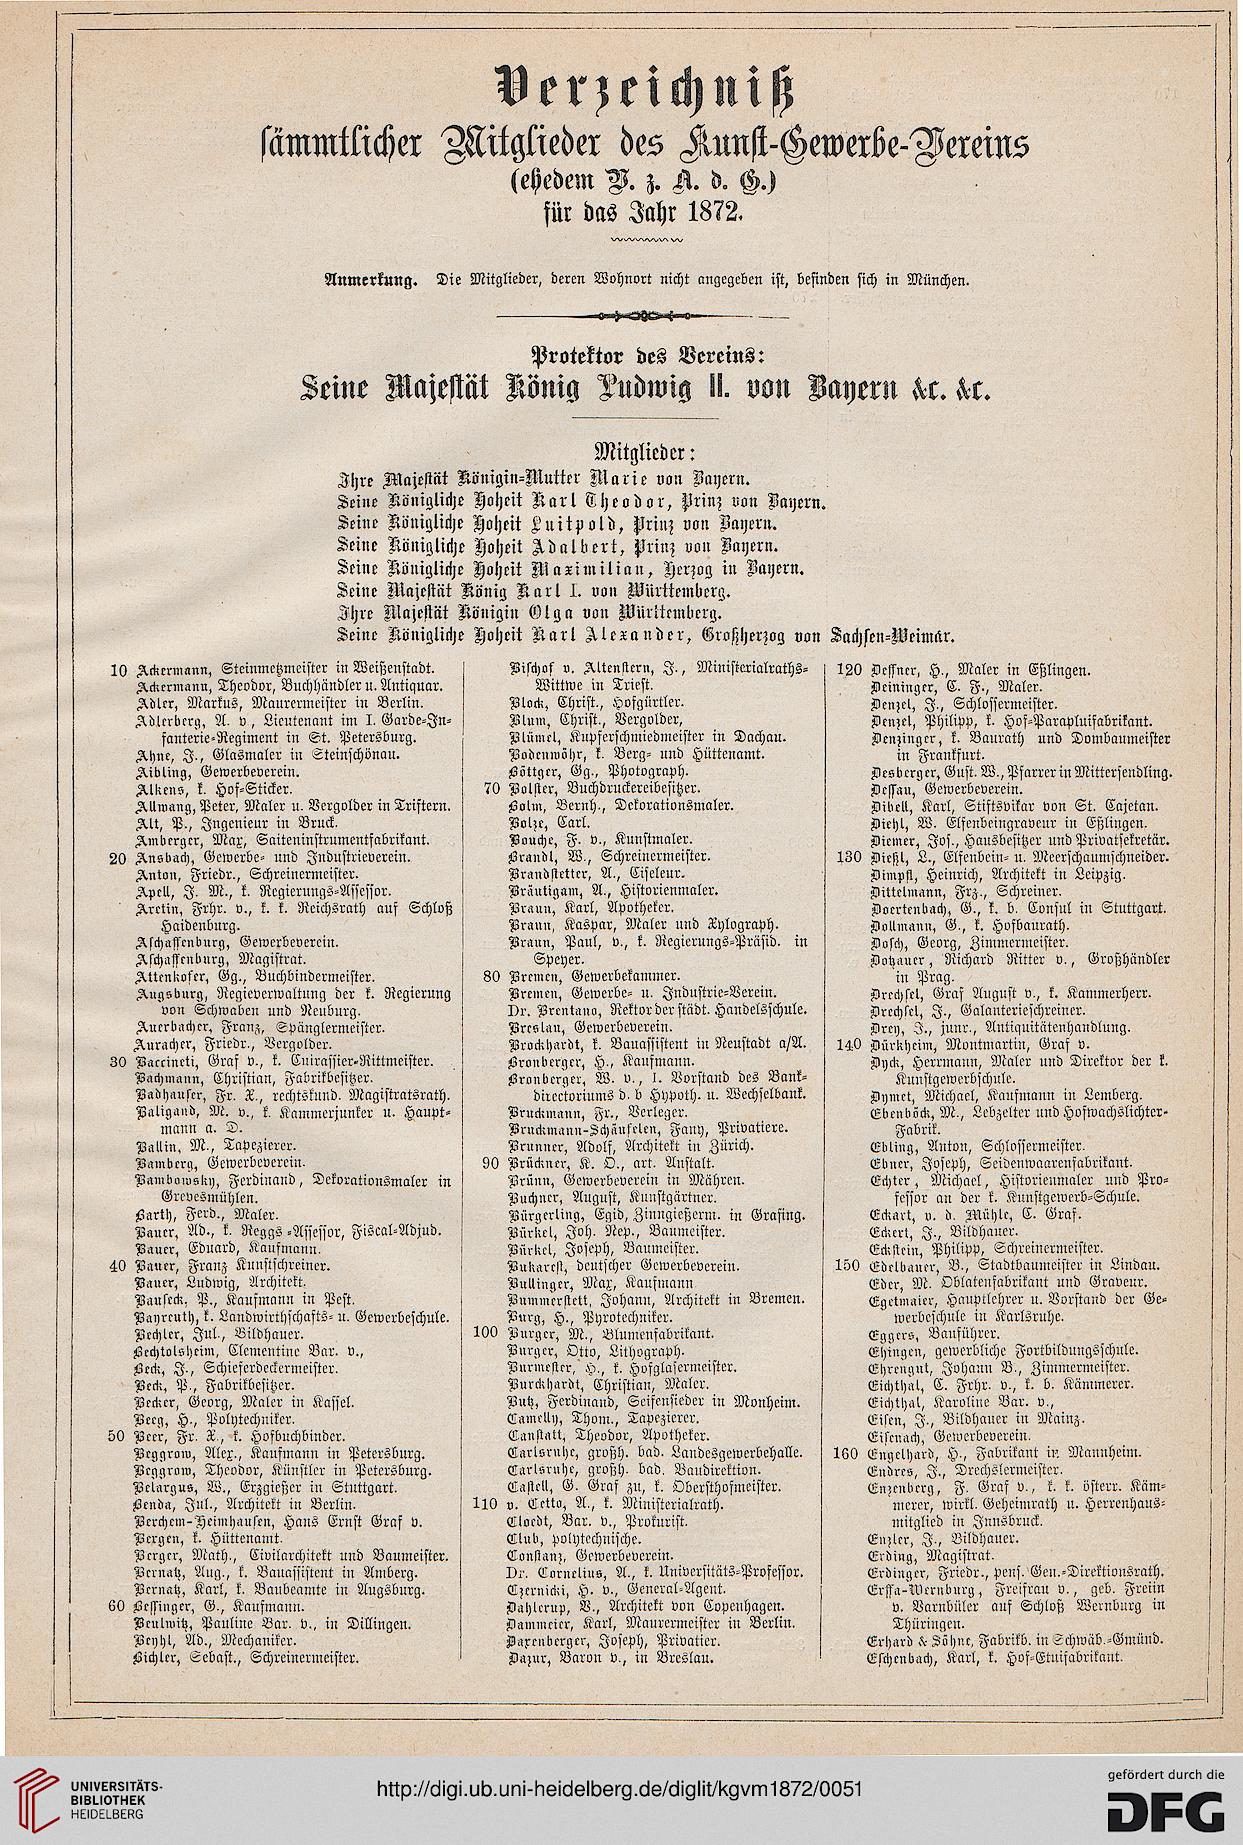 Verzeichniß
sämmtlicher Mitglieder des Kunst-Gewerbe-Vereins
(ehedem V. z. A. d. G.)
für das Jahr 1872.
Anmerkung. Die Mitglieder, deren Wohnort nicht angegeben ist, befinden sich in München.
Protektor des Vereins:
Seine Majestät König Ludwig II. von Bayern &c. &c.
Mitglieder:
Ihre Majestät Königin-Mutter Marie von Bayern.
Seine Königliche Hoheit Karl Theodor, Prinz von Bayern.
Seine Königliche Hoheit Luitpold, Prinz von Bayern.
Seine Königliche Hoheit Adalbert, Prinz von Bayern.
Seine Königliche Hoheit Maximilian, Herzog in Bayern.
Seine Majestät König Karl I. von Württemberg.
Ihre Majestät Königin Olga von Württemberg.
Seine Königliche Hoheit Karl Alexander, Großherzog von Sachsen-Weimar.
10 Ackermann, Steinmetzmeister in Weißenstadt.
Ackermann, Theodor, Buchhändler u. Antiquar.
Adler, Markus, Maurermeister in Berlin.
Adlerberg, A. v, Lieutenant im I. Garde-In-
fanterie-Regiment in St. Petersburg.
Ahne, J., Glasmaler in Steinschönau.
Aibling, Gewerbeverein.
Alkens, k. Hof-Sticker.
Allwang, Peter, Maler u. Vergolder in Triftern.
Alt, P., Ingenieur in Bruck.
Amberger, Max, Saiteninstrumentfabrikant.
20 Ansbach, Gewerbe- und Industrieverein.
Anton, Friedr., Schreinermeister.
Apell, J. M., k. Regierungs-Assessor.
Aretin, Frhr. v., k. k. Reichsrath auf Schloß
Haidenburg.
Aschaffenburg, Gewerbeverein.
Aschaffenburg, Magistrat.
Attenkofer, Gg., Buchbindermeister.
Augsburg, Regieverwaltung der k. Regierung
von Schwaben und Neuburg.
Auerbacher, Franz, Spänglermeister.
Auracher, Friedr., Vergolder.
30 Baccineti, Graf v., k. Cuirassier-Rittmeister.
Bachmann, Christian, Fabrikbesitzer.
Badhauser, Fr. X., rechtskund. Magistratsrath.
Baligand, M. v., k. Kammerjunker u. Haupt-
mann a. D.
Ballin, M., Tapezierer.
Bamberg, Gewerbeverein.
Bambowsky, Ferdinand, Dekorationsmaler in
Grevesmühlen.
Barth, Ferd., Maler.
Bauer, Ad., k. Reggs-Assessor, Fiscal-Adjud.
Bauer, Eduard, Kaufmann.
40 Bauer, Franz Kunstschreiner.
Bauer, Ludwig, Architekt.
Bauseck, P., Kaufmann in Pest.
Bayreuth, k. Landwirthschafts- u. Gewerbeschule.
Bechler, Jul., Bildhauer.
Bechtolsheim, Clementine Bar. v.,
Beck, J., Schieferdeckermeister.
Beck, P., Fabrikbesitzer.
Becker, Georg, Maler in Kassel.
Beeg, H., Polytechniker.
50 Beer, Fr. X., k. Hofbuchbinder.
Beggrow, Alex., Kaufmann in Petersburg.
Beggrow, Theodor, Künstler in Petersburg.
Belargus, W., Erzgießer in Stuttgart.
Benda, Jul., Architekt in Berlin.
Berchem-Heimhausen, Hans Ernst Graf v.
Bergen, k. Hüttenamt.
Berger, Math., Civilarchitekt und Baumeister.
Bernatz, Aug., k. Bauassistent in Amberg.
Bernatz, Karl, k. Baubeamte in Augsburg.
60 Bessinger, G., Kaufmann.
Beulwitz, Pauline Bar. v., in Dillingen.
Beyhl, Ad., Mechaniker.
Bichler, Sebast., Schreinermeister.
Bischof v. Altenstern, J., Ministerialraths-
Wittwe in Triest.
Block, Christ., Hofgürtler.
Blum, Christ., Vergolder,
Blümel, Kupferschmiedmeister in Dachau.
Bodenwöhr, k. Berg- und Hüttenamt.
Böttger, Gg., Photograph.
70 Bolster, Buchdruckereibesitzer.
Bolm, Bernh., Dekorationsmaler.
Bolze, Carl.
Bouche, F. v., Kunstmaler.
Brandl, W., Schreinermeister.
Brandstetter, A., Ciseleur.
Bräutigam, A., Historienmaler.
Braun, Karl, Apotheker.
Braun, Kaspar, Maler und Xylograph.
Braun, Paul, v., k. Regierungs-Präsid. in
Speyer.
80 Bremen, Gewerbekammer.
Bremen, Gewerbe- u. Industrie-Verein.
Dr. Brentano, Rektor der städt. Handelsschule.
Breslau, Gewerbeverein.
Brockhardt, k. Bauassistent in Neustadt a/A.
Bronberger, H., Kaufmann.
Bronberger, W. v., I. Vorstand des Bank-
directoriums d. b Hypoth. u. Wechselbank.
Bruckmann, Fr., Verleger.
Bruckmann-Schäufelen, Fany, Privatiere.
Brunner, Adolf, Architekt in Zürich.
90 Brückner, K. O., art. Anstalt.
Brünn, Gewerbeverein in Mähren.
Buchner, August, Kunstgärtner.
Bürgerling, Egid, Zinngießerm. in Grafing.
Bürkel, Joh. Nep., Baumeister.
Bürkel, Joseph, Baumeister.
Bukarest, deutscher Gewerbeverein.
Bullinger, Max, Kaufmann
Bummerstett, Johann, Architekt in Bremen.
Burg, H., Pyrotechniker.
100 Burger, M., Blumenfabrikant.
Burger, Otto, Lithograph.
Burmester, H., k. Hofglasermeister.
Burckhardt, Christian, Maler.
Butz, Ferdinand, Seifensieder in Monheim.
Camelly, Thom., Tapezierer.
Canstatt, Theodor, Apotheker.
Carlsruhe, großh. bad. Landesgewerbehalle.
Carlsruhe, großh. bad. Baudirektion.
Castell, G. Graf zu, k. Obersthofmeister.
110 v. Cetto, A., k. Ministerialrath.
Cloedt, Bar. v., Prokurist.
Club, polytechnische.
Constanz, Gewerbeverein.
Dr. Cornelius, A., k. Universitäts-Professor.
Czernicki, H. v., General-Agent.
Dahlerup, V., Architekt von Copenhagen.
Dammeier, Karl, Maurermeister in Berlin.
Daxenberger, Joseph, Privatier.
Dazur, Baron v., in Breslau.
120 Deffner, H., Maler in Eßlingen.
Deininger, C. F., Maler.
Denzel, J., Schlossermeister.
Denzel, Philipp, k. Hof-Parapluifabrikant.
Denzinger, k. Baurath und Dombaumeister
in Frankfurt.
Desberger, Gust. W., Pfarrer in Mittersendling.
Dessau, Gewerbeverein.
Dibell, Karl, Stiftsvikar von St. Cajetan.
Diehl, W. Elfenbeingraveur in Eßlingen.
Diemer, Jos., Hausbesitzer und Privatsekretär.
130 Dießl, L., Elfenbein- u. Meerschaumschneider.
Dimpfl, Heinrich, Architekt in Leipzig.
Dittelmann, Frz., Schreiner.
Doertenbach, G., k. b. Consul in Stuttgart.
Dollmann, G., k. Hofbaurath.
Dosch, Georg, Zimmermeister.
Dotzauer, Richard Ritter v., Großhändler
in Prag.
Drechsel, Graf August v., k. Kammerherr.
Drechsel, J., Galanterieschreiner.
Drey, J., junr., Antiquitätenhandlung.
140 Dürkheim, Montmartin, Graf v.
Dyck, Herrmann, Maler und Direktor der k.
Kunstgewerbschule.
Dymet, Michael, Kaufmann in Lemberg.
Ebenböck, M., Lebzelter und Hofwachslichter-
Fabrik.
Ebling, Anton, Schlossermeister.
Ebner, Joseph, Seidenwaarenfabrikant.
Echter, Michael, Historienmaler und Pro-
fessor an der k. Kunstgewerb-Schule.
Eckart, v. d. Mühle, C. Graf.
Eckert, J., Bildhauer.
Eckstein, Philipp, Schreinermeister.
150 Edelbauer, B., Stadtbaumeister in Lindau.
Eder, M. Oblatenfabrikant und Graveur.
Egetmaier, Hauptlehrer u. Vorstand der Ge-
werbeschule in Karlsruhe.
Eggers, Bauführer.
Ehingen, gewerbliche Fortbildungsschule.
Ehrengut, Johann B., Zimmermeister.
Eichthal, C. Frhr. v., k. b. Kämmerer.
Eichthal, Karoline Bar. v.,
Eisen, J., Bildhauer in Mainz.
Eisenach, Gewerbeverein.
160 Engelhard, H., Fabrikant in Mannheim.
Endres, J., Drechslermeister.
Enzenberg, F. Graf v., k. k. österr. Käm-
merer, wirkl. Geheimrath u. Herrenhaus-
mitglied in Innsbruck.
Enzler, J., Bildhauer.
Erding, Magistrat.
Erdinger, Friedr., pens. Gen.-Direktionsrath.
Erffa-Wernburg, Freifrau v., geb. Freiin
v. Varnbüler auf Schloß Wernburg in
Thüringen.
Erhard & Söhne, Fabrikb. in Schwäb.-Gmünd.
Eschenbach, Karl, k. Hof-Etuifabrikant.
UNIVERSITÄTS-
BIBLIOTHEK
HEIDELBERG
http://digi.ub.uni-heidelberg.de/diglit/kgvm1872/0051
gefördert durch die
DFG